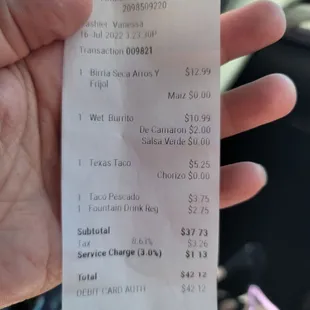 2098509220
Cashier Vanessa
16-Jul-2022 3:23:30P
Transaction 009821
1 Birria Seca Arros Y $12.99
Frijol
Maiz $0.00
1 Wet Burrito $10.99
De Camaron $2.00
Salsa Verde $0.00
1 Texas Taco $5.25
Chorizo $0.00
1 Taco Pescado $3.75
1 Fountain Drink Reg $2.75
Subtotal $37.73
Tax 8.63% $3.26
Service Charge (3.0%) $1.13
Total $42.12
DEBIT CARD AUTH $42.12